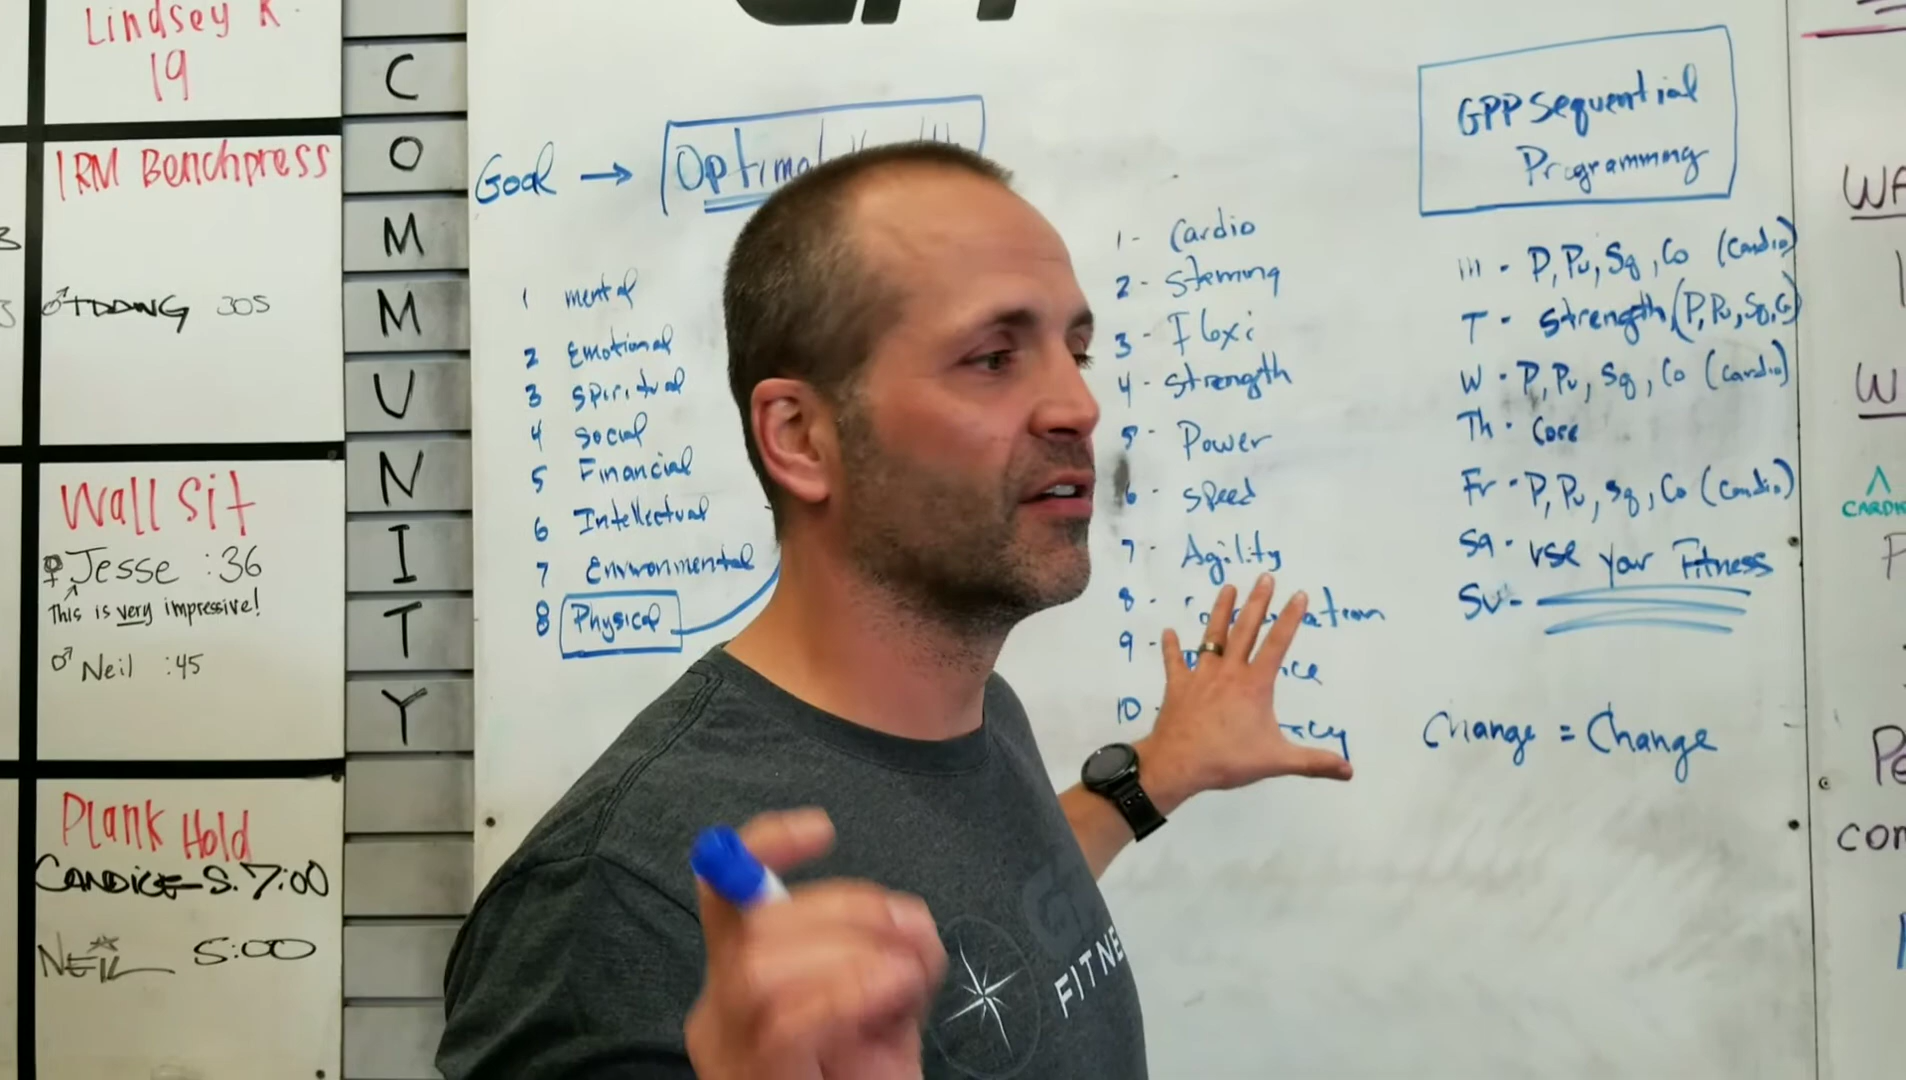 Lindsey K.
19
1RM Benchpress
305
Wall Sit
♀ Jesse :36
This is very impressive!
♂ Neil :45
Plank Hold
CANDICE S. 7:00
NEIL 5:00
C
O
M
M
U
N
I
T
Y
Goal → Optimal
1 mental
2 Emotional
3 Spiritual
4 Social
5 Financial
6 Intellectual
7 Environmental
8 Physical
1- Cardio
2-
3-
4- strength
5- Power
6- Speed
7- Agility
8-
9-
10-
GPP Sequential
Programming
M - P, Pu, Sq, Co (Cardio)
T - Strength, (P, Pu, Sq, C)
W - P, Pu, Sq, Co (Cardio)
Th - Core
Fr - P, Pu, Sq, Co (Cardio)
Sa - use your Fitness
Su -
Change = Change
CARDI
FITNE